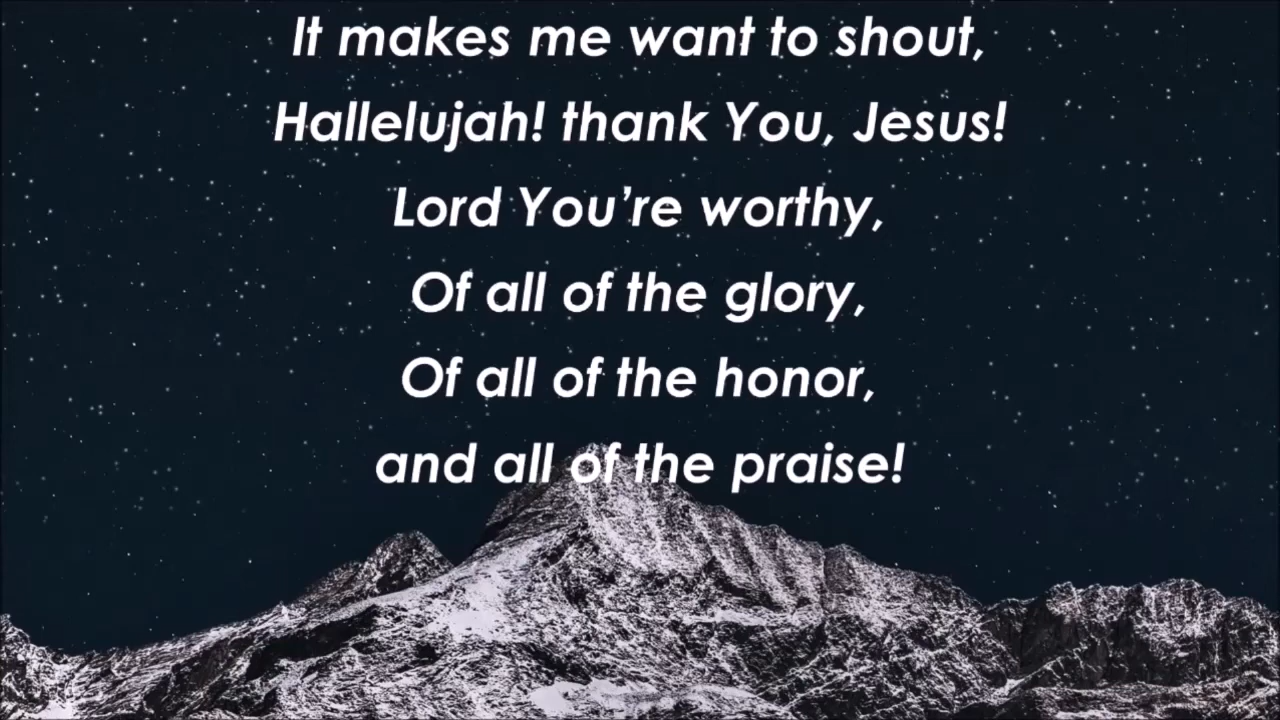 It makes me want to shout,
Hallelujah! thank You, Jesus!
Lord You’re worthy,
Of all of the glory,
Of all of the honor,
and all of the praise!